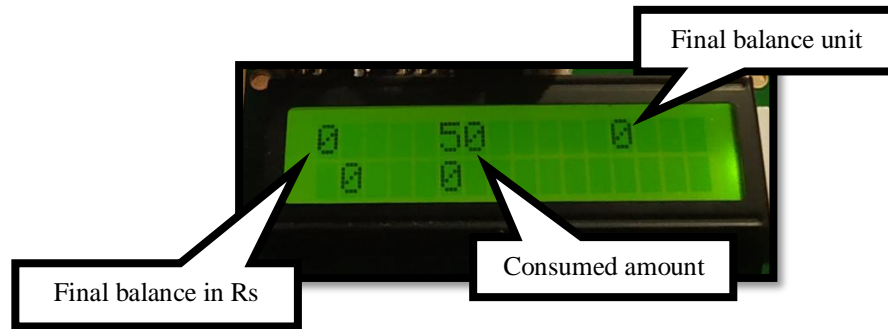 Final balance unit
0 50 0
0 0
Consumed amount
Final balance in Rs